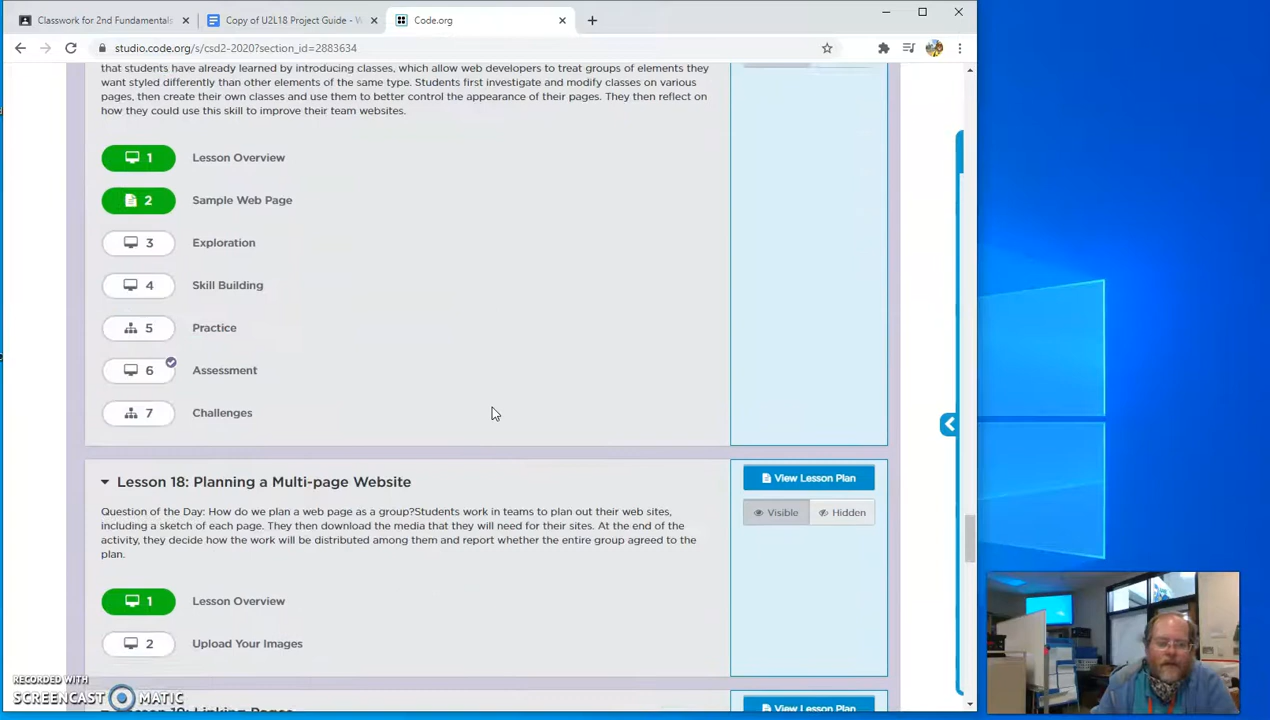 Classwork for 2nd Fundamentals
Copy of U2L18 Project Guide - W
Code.org
studio.code.org/s/csd2-2020?section_id=2883634
that students have already learned by introducing classes, which allow web developers to treat groups of elements they
want styled differently than other elements of the same type. Students first investigate and modify classes on various
pages, then create their own classes and use them to better control the appearance of their pages. They then reflect on
how they could use this skill to improve their team websites.
1 Lesson Overview
2 Sample Web Page
3 Exploration
4 Skill Building
5 Practice
6 Assessment
7 Challenges
Lesson 18: Planning a Multi-page Website
View Lesson Plan
Visible Hidden
Question of the Day: How do we plan a web page as a group?Students work in teams to plan out their web sites,
including a sketch of each page. They then download the media that they will need for their sites. At the end of the
activity, they decide how the work will be distributed among them and report whether the entire group agreed to the
plan.
1 Lesson Overview
2 Upload Your Images
RECORDED WITH
SCREENCAST MATIC
Lesson 19: Linking Pages
View Lesson Plan